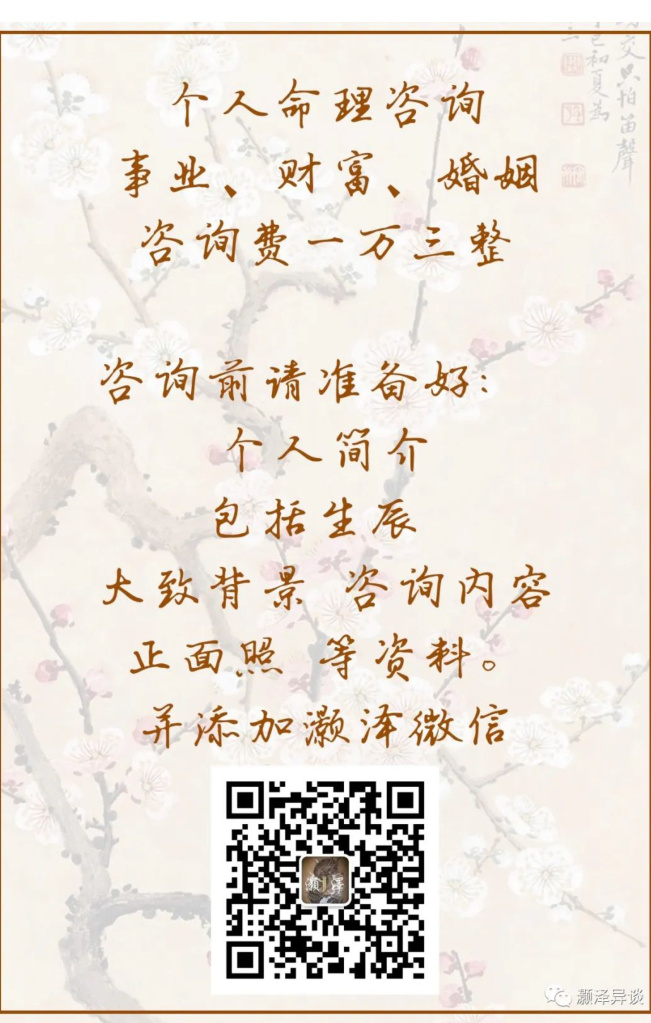 个人命理咨询
事业、财富、婚姻
咨询费一万三整
咨询前请准备好:
个人简介
包括生辰
大致背景 咨询内容
正面照 等资料。
并添加灏泽微信
灏泽异谈